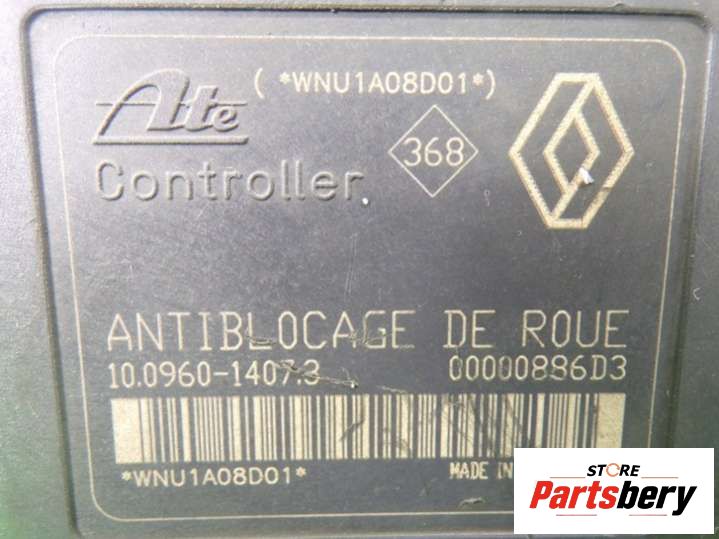 (*WNU1A08D01*)
Ate
368
Controller
ANTIBLOCAGE DE ROUE
10.0960-1407.3 00000886D3
*WNU1A08D01* MADE IN
STORE
Partsbery